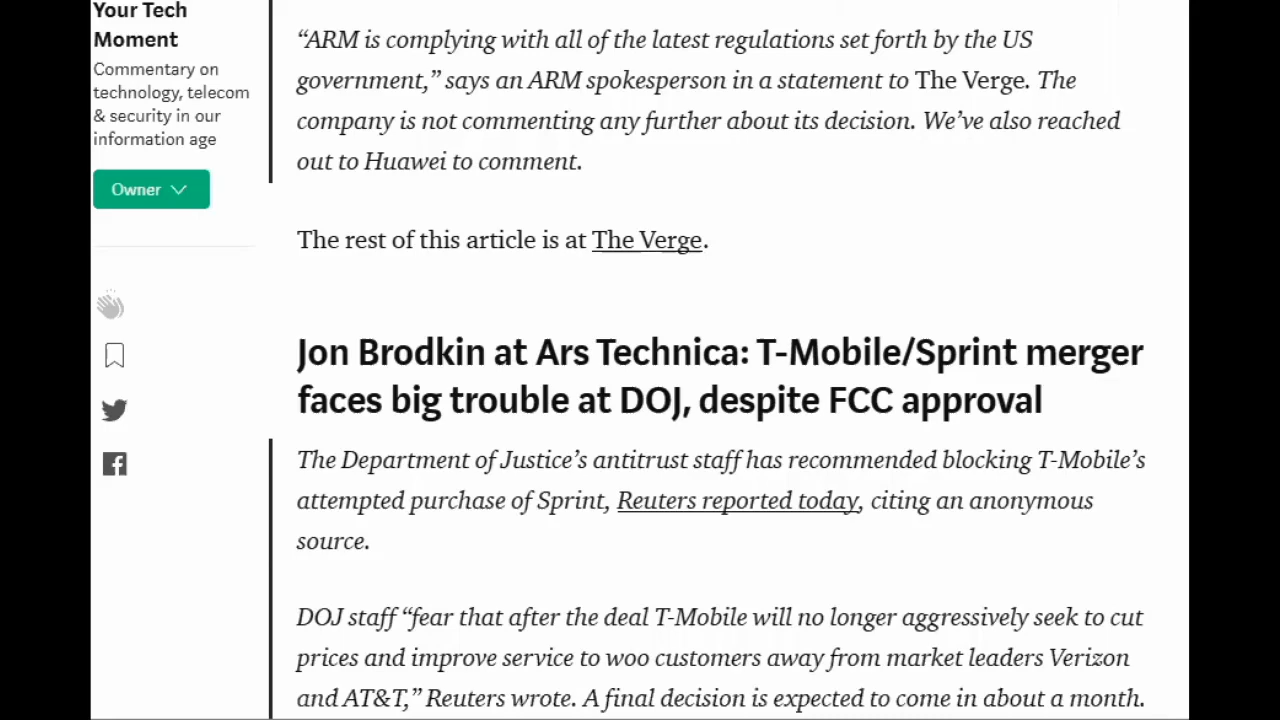 Your Tech
Moment
Commentary on
technology, telecom
& security in our
information age
Owner
“ARM is complying with all of the latest regulations set forth by the US
government,” says an ARM spokesperson in a statement to The Verge. The
company is not commenting any further about its decision. We’ve also reached
out to Huawei to comment.
The rest of this article is at The Verge.
Jon Brodkin at Ars Technica: T-Mobile/Sprint merger
faces big trouble at DOJ, despite FCC approval
The Department of Justice’s antitrust staff has recommended blocking T-Mobile’s
attempted purchase of Sprint, Reuters reported today, citing an anonymous
source.
DOJ staff “fear that after the deal T-Mobile will no longer aggressively seek to cut
prices and improve service to woo customers away from market leaders Verizon
and AT&T,” Reuters wrote. A final decision is expected to come in about a month.